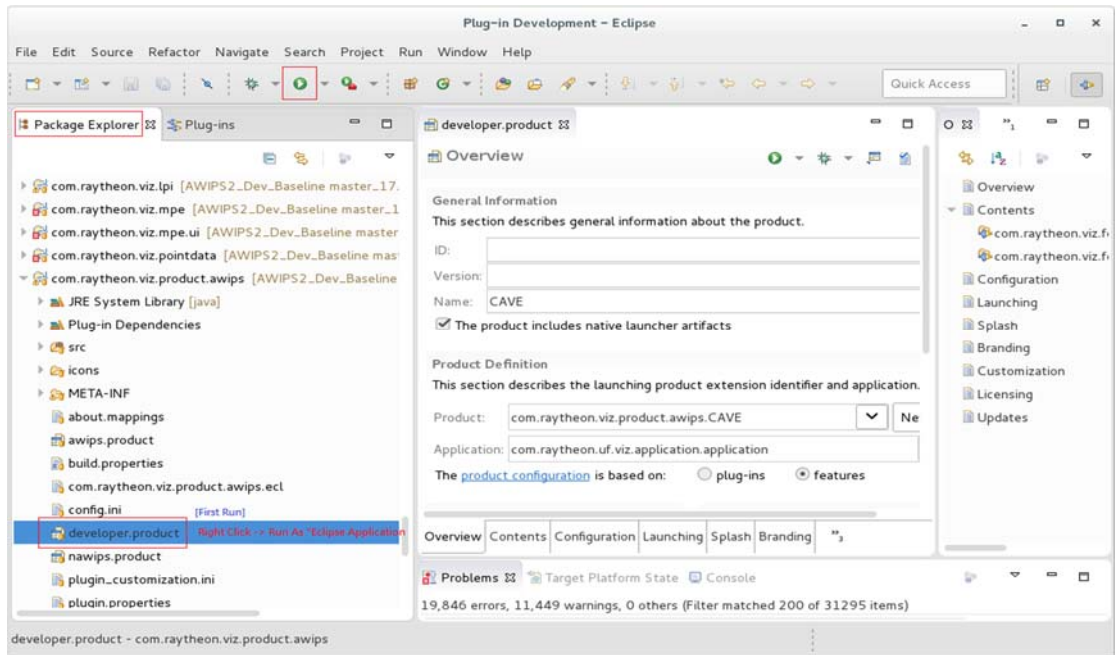 Plug-in Development - Eclipse
File Edit Source Refactor Navigate Search Project Run Window Help
Quick Access
Package Explorer Plug-ins
com.raytheon.viz.lpi [AWIPS2_Dev_Baseline master_17.
com.raytheon.viz.mpe [AWIPS2_Dev_Baseline master_1
com.raytheon.viz.mpe.ui [AWIPS2_Dev_Baseline master
com.raytheon.viz.pointdata [AWIPS2_Dev_Baseline mas
com.raytheon.viz.product.awips [AWIPS2_Dev_Baseline
JRE System Library [java]
Plug-in Dependencies
src
icons
META-INF
about.mappings
awips.product
build.properties
com.raytheon.viz.product.awips.ecl
config.ini [First Run]
developer.product Right Click -> Run As "Eclipse Application
nawips.product
plugin_customization.ini
plugin.properties
developer.product
Overview
General Information
This section describes general information about the product.
ID:
Version:
Name: CAVE
The product includes native launcher artifacts
Product Definition
This section describes the launching product extension identifier and application.
Product: com.raytheon.viz.product.awips.CAVE Ne
Application: com.raytheon.uf.viz.application.application
The product configuration is based on: plug-ins features
Overview Contents Configuration Launching Splash Branding "3
O "1
Overview
Contents
com.raytheon.viz.f
com.raytheon.viz.f
Configuration
Launching
Splash
Branding
Customization
Licensing
Updates
Problems Target Platform State Console
19,846 errors, 11,449 warnings, 0 others (Filter matched 200 of 31295 items)
developer.product - com.raytheon.viz.product.awips